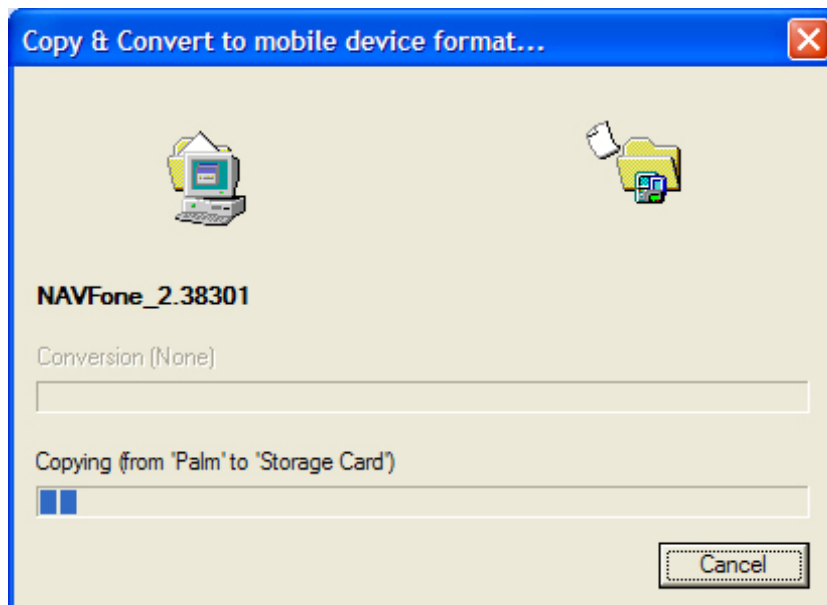 Copy & Convert to mobile device format...
NAVFone_2.38301
Conversion (None)
Copying (from 'Palm' to 'Storage Card')
Cancel